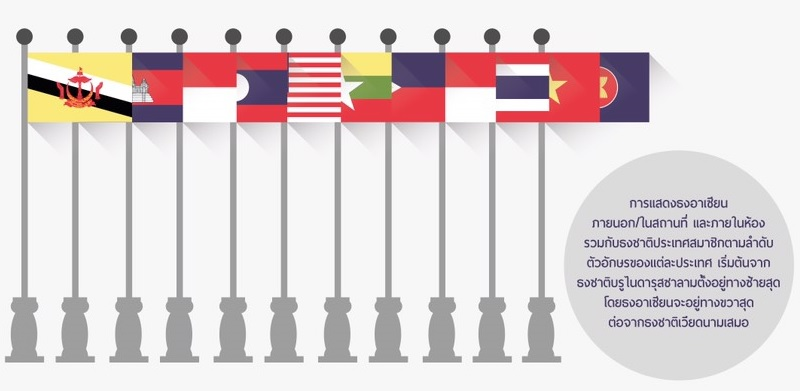 การแสดงธงอาเซียน
ภายนอก/ในสถานที่ และภายในห้อง
รวมกับธงชาติประเทศสมาชิกตามลำดับ
ตัวอักษรของแต่ละประเทศ เริ่มต้นจาก
ธงชาติบรูไนดารุสซาลามตั้งอยู่ทางซ้ายสุด
โดยธงอาเซียนจะอยู่ทางขวาสุด
ต่อจากธงชาติเวียดนามเสมอ